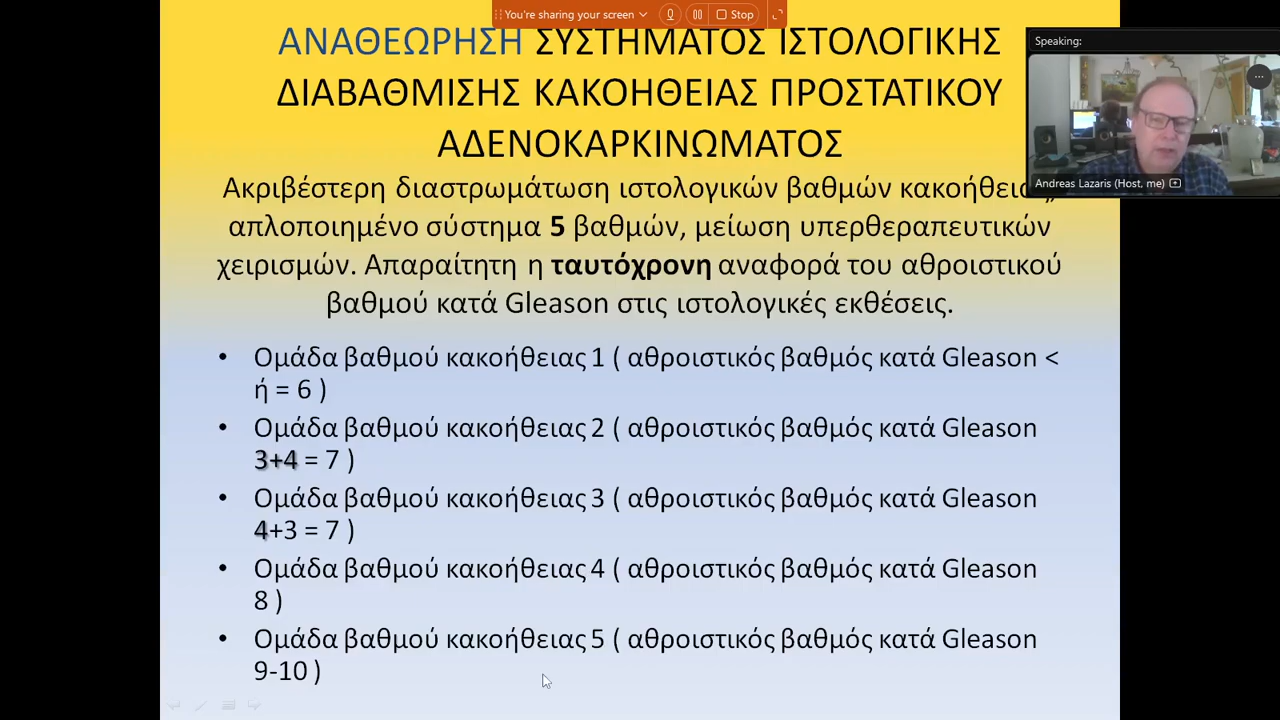 You're sharing your screen
Stop
ΑΝΑΘΕΩΡΗΣΗ ΣΥΣΤΗΜΑΤΟΣ ΙΣΤΟΛΟΓΙΚΗΣ
ΔΙΑΒΑΘΜΙΣΗΣ ΚΑΚΟΗΘΕΙΑΣ ΠΡΟΣΤΑΤΙΚΟΥ
ΑΔΕΝΟΚΑΡΚΙΝΩΜΑΤΟΣ
Speaking:
Andreas Lazaris (Host, me)
Ακριβέστερη διαστρωμάτωση ιστολογικών βαθμών
απλοποιημένο σύστημα 5 βαθμών, μείωση υπερθεραπευτικών
χειρισμών. Απαραίτητη η ταυτόχρονη αναφορά του αθροιστικού
βαθμού κατά Gleason στις ιστολογικές εκθέσεις.
• Ομάδα βαθμού κακοήθειας 1 ( αθροιστικός βαθμός κατά Gleason <
ή = 6 )
• Ομάδα βαθμού κακοήθειας 2 ( αθροιστικός βαθμός κατά Gleason
3+4 = 7 )
• Ομάδα βαθμού κακοήθειας 3 ( αθροιστικός βαθμός κατά Gleason
4+3 = 7 )
• Ομάδα βαθμού κακοήθειας 4 ( αθροιστικός βαθμός κατά Gleason
8 )
• Ομάδα βαθμού κακοήθειας 5 ( αθροιστικός βαθμός κατά Gleason
9-10 )